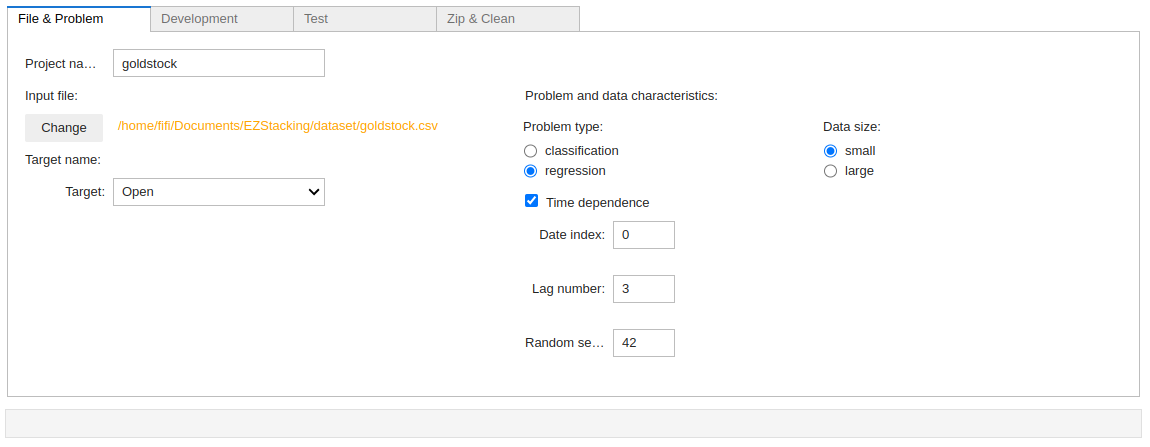 File & Problem
Development
Test
Zip & Clean
Project na…
goldstock
Input file:
Change
/home/fifi/Documents/EZStacking/dataset/goldstock.csv
Target name:
Target:
Open
Problem and data characteristics:
Problem type:
classification
regression
Data size:
small
large
Time dependence
Date index:
0
Lag number:
3
Random se…
42